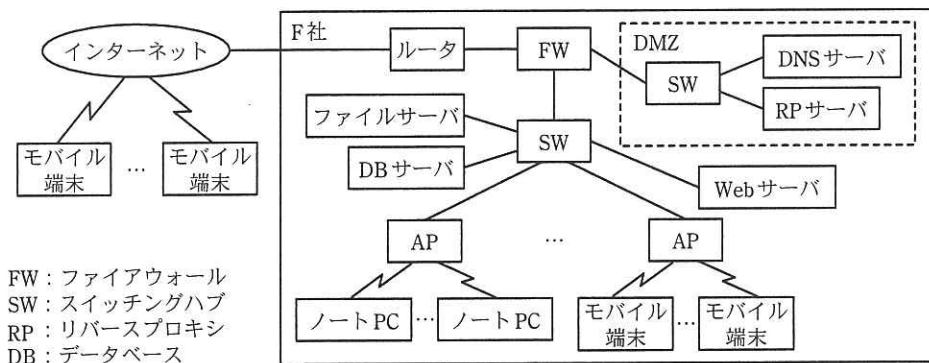 F社
インターネット
ルータ
FW
DMZ
SW
DNSサーバ
RPサーバ
ファイルサーバ
SW
DBサーバ
Webサーバ
モバイル
端末
…
モバイル
端末
AP
…
AP
ノートPC
…
ノートPC
モバイル
端末
…
モバイル
端末
FW:ファイアウォール
SW:スイッチングハブ
RP:リバースプロキシ
DB:データベース